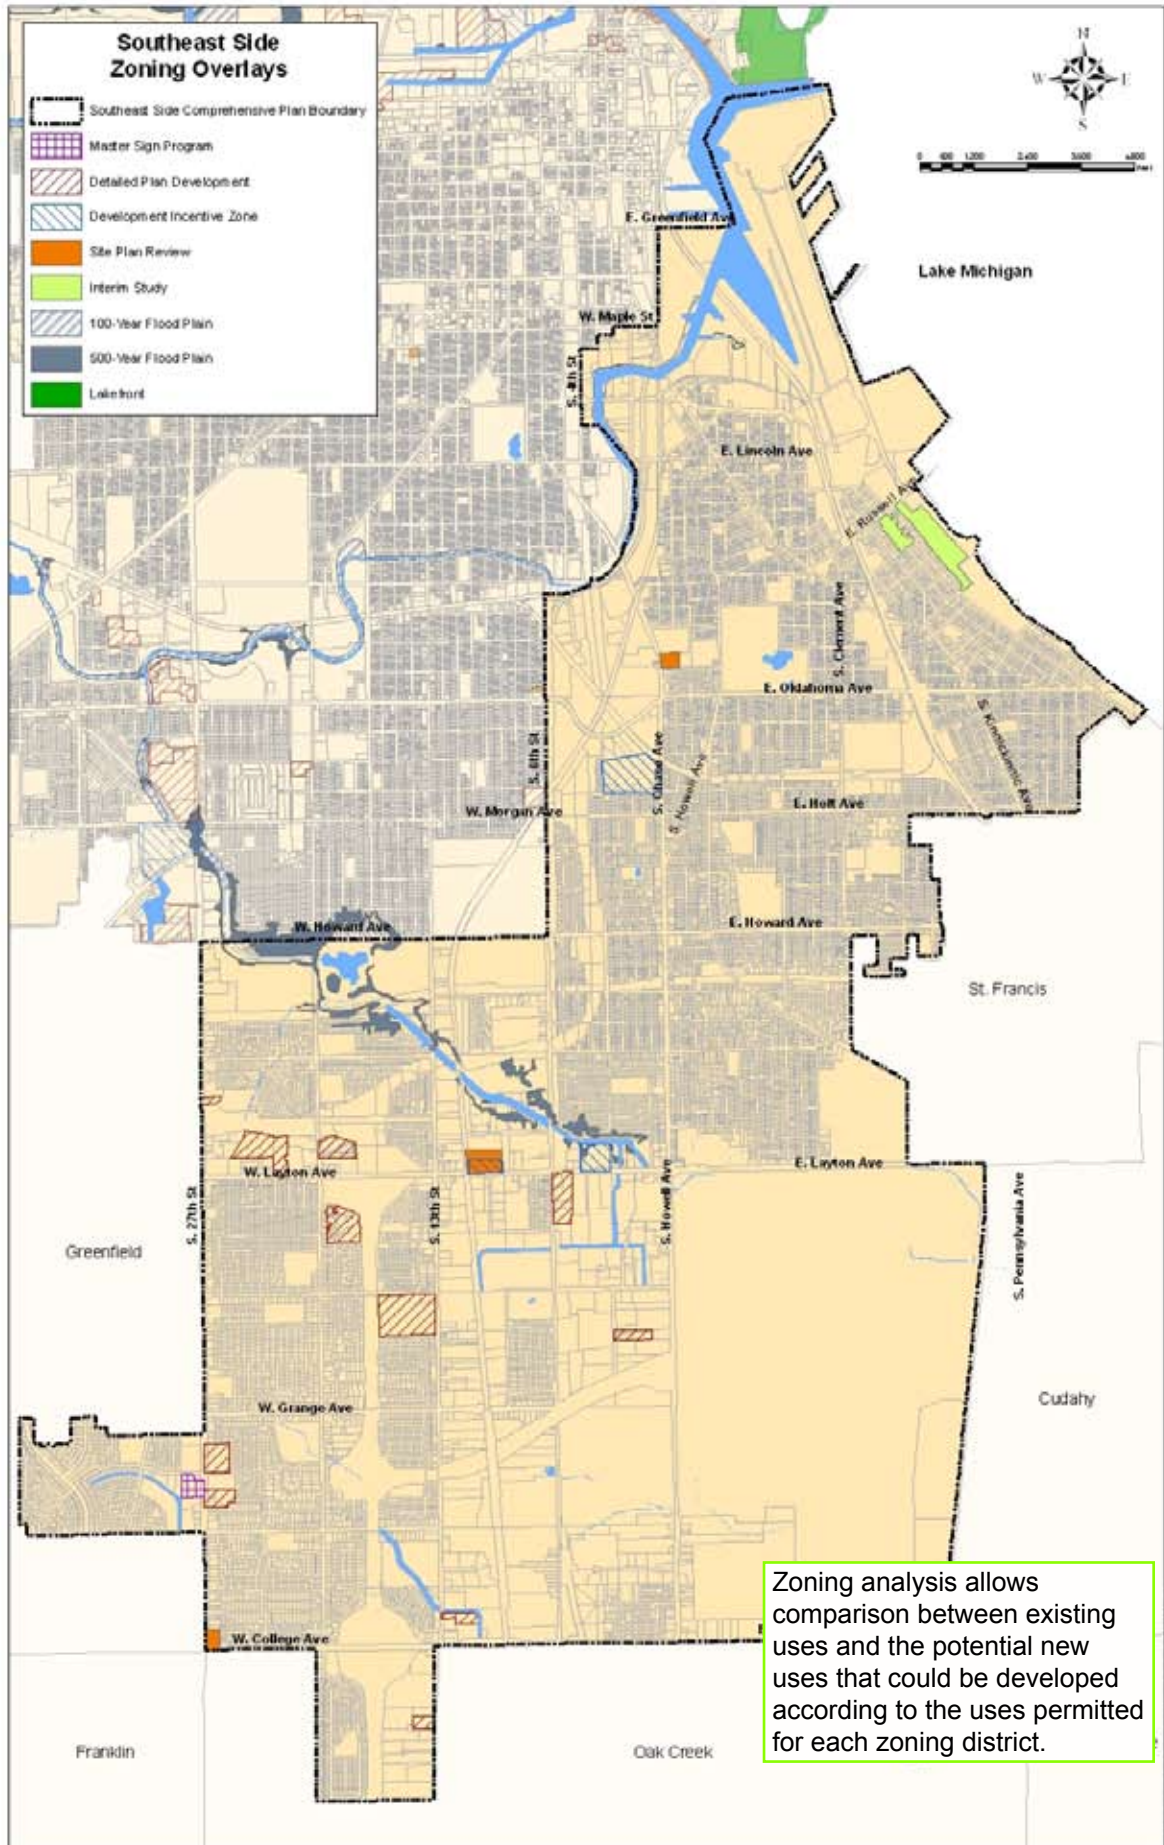 Southeast Side
Zoning Overlays
Southeast Side Comprehensive Plan Boundary
Master Sign Program
Detailed Plan Development
Development Incentive Zone
Site Plan Review
Interim Study
100-Year Flood Plain
500-Year Flood Plain
Lakefront
N
W E
S
E. Greenfield Ave
Lake Michigan
W. Maple St
S. 4th St
E. Lincoln Ave
E. Russell Ave
S. Clement Ave
E. Oklahoma Ave
S. Kinnickinnic Ave
S. 6th St
S. Chase Ave
S. Howell Ave
W. Morgan Ave
E. Holt Ave
W. Howard Ave
E. Howard Ave
St. Francis
W. Layton Ave
E. Layton Ave
S. 27th St
S. 13th St
S. Howell Ave
S. Pennsylvania Ave
Greenfield
Cudahy
W. Grange Ave
W. College Ave
Franklin
Oak Creek
Zoning analysis allows
comparison between existing
uses and the potential new
uses that could be developed
according to the uses permitted
for each zoning district.